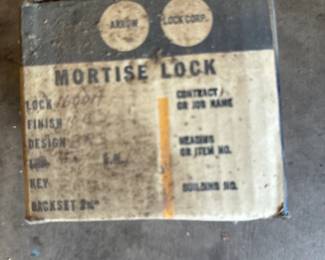 ARROW LOCK CORP.
MORTISE LOCK
LOCK
CONTRACT /
OR JOB NAME
FINISH
DESIGN
HEADING
OR ITEM NO.
KEY
BUILDING NO.
BACKSET